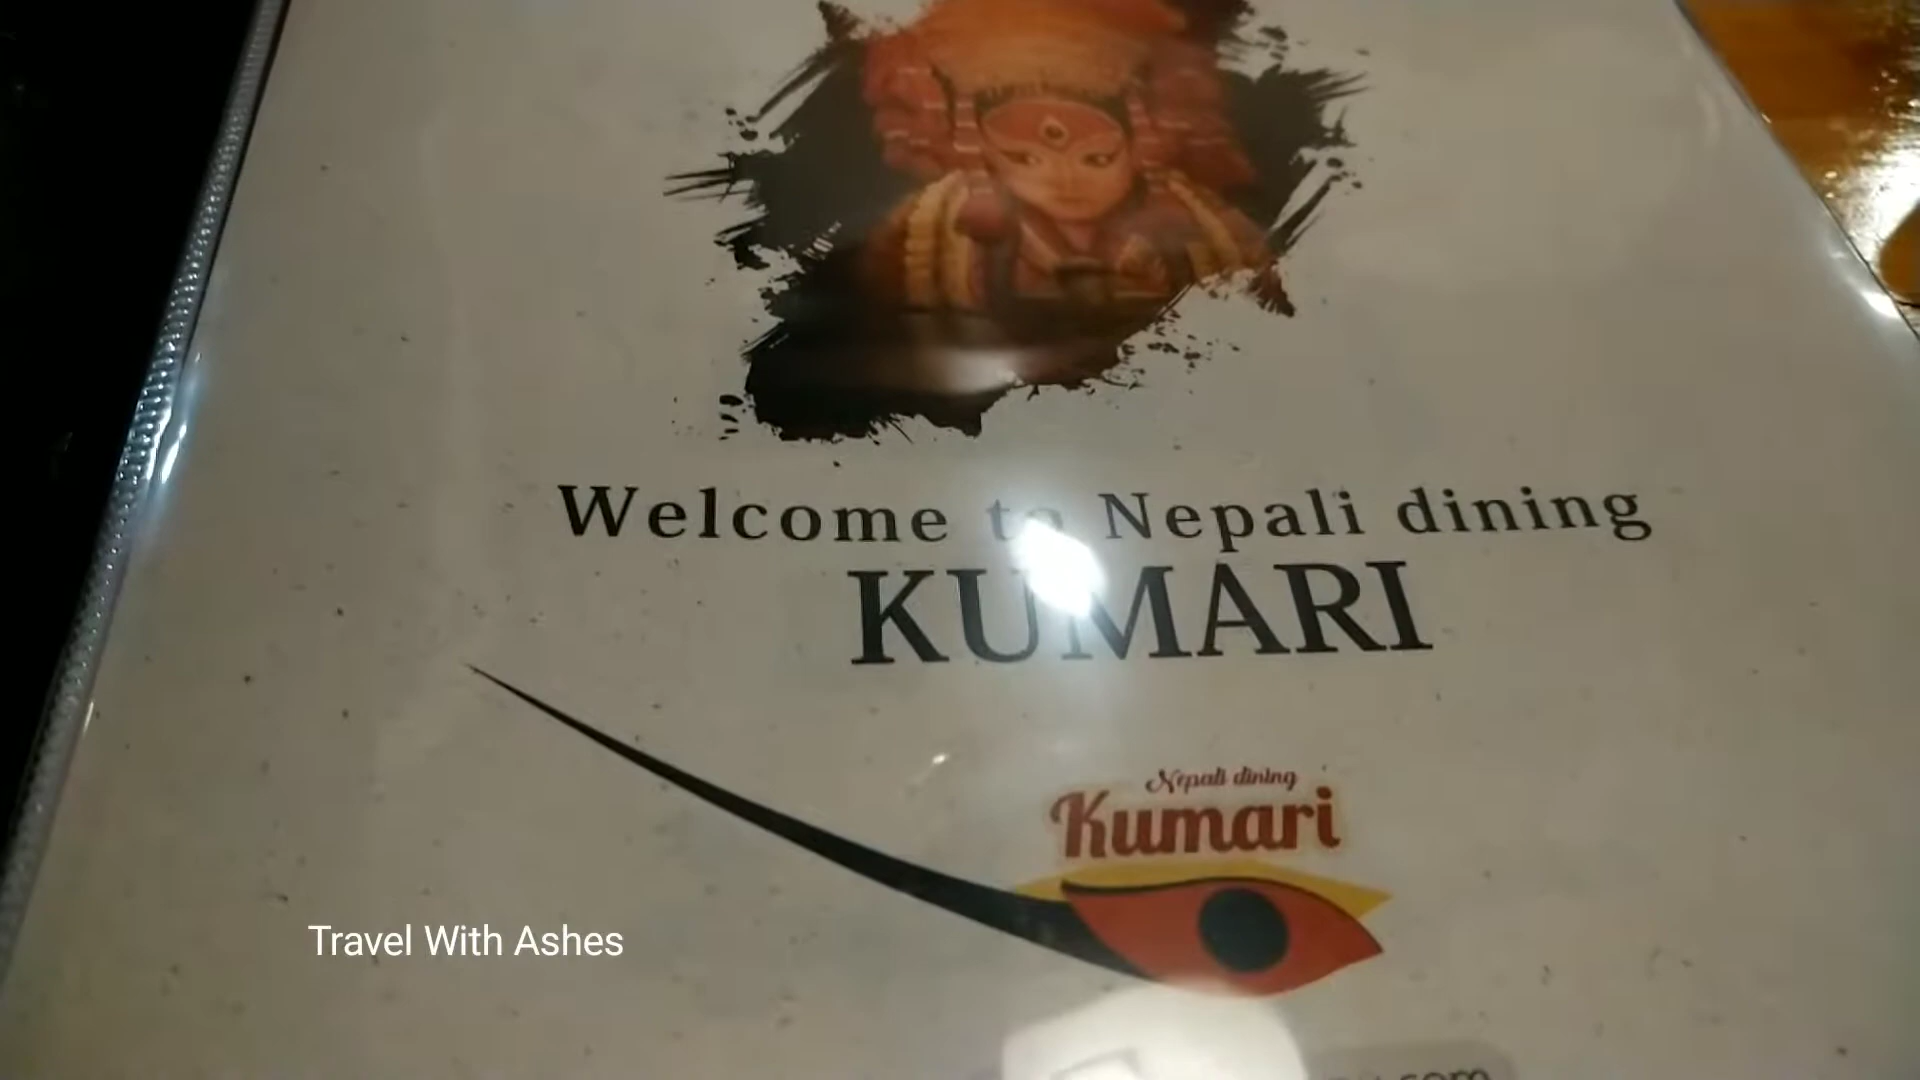 Welcome to Nepali dining
KUMARI
Nepali dining
Kumari
Travel With Ashes